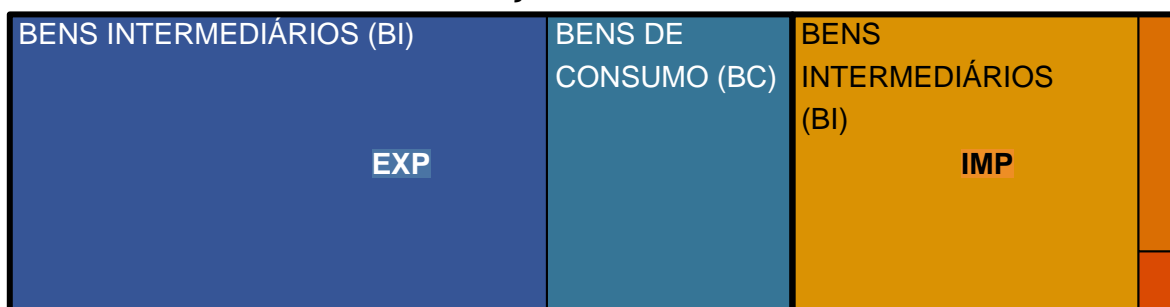 BENS INTERMEDIÁRIOS (BI)
BENS DE
CONSUMO (BC)
BENS
INTERMEDIÁRIOS
(BI)
EXP
IMP